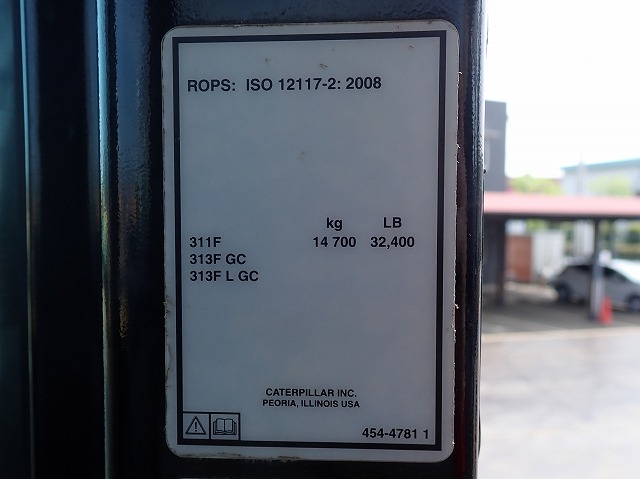 ROPS: ISO 12117-2: 2008
kg LB
311F 14 700 32,400
313F GC
313F L GC
CATERPILLAR INC.
PEORIA, ILLINOIS USA
454-4781 1